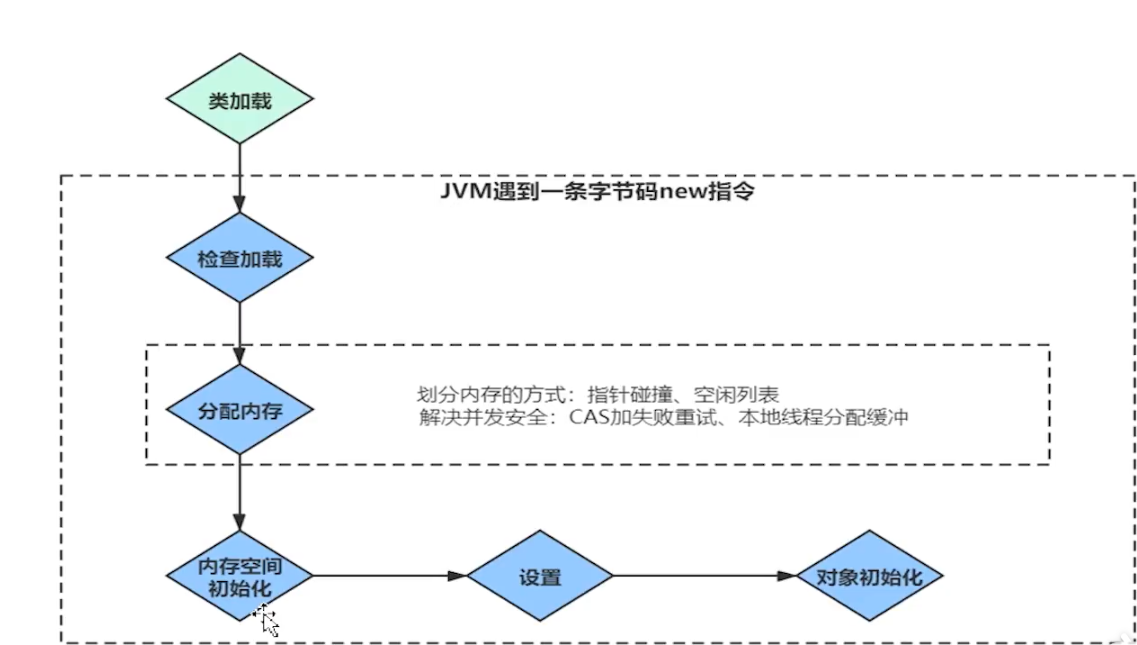 类加载
JVM遇到一条字节码new指令
检查加载
分配内存
划分内存的方式：指针碰撞、空闲列表
解决并发安全：CAS加失败重试、本地线程分配缓冲
内存空间
初始化
设置
对象初始化